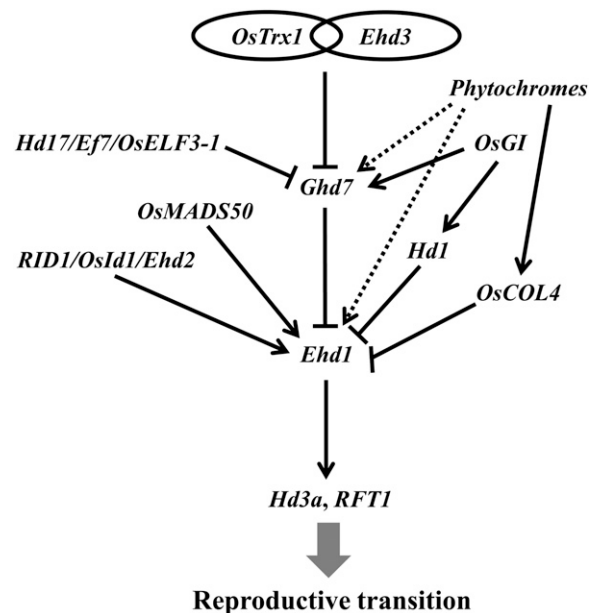 OsTrx1 Ehd3
Phytochromes
Hd17/Ef7/OsELF3-1
OsGI
Ghd7
OsMADS50
Hd1
RID1/OsId1/Ehd2
OsCOL4
Ehd1
Hd3a, RFT1
Reproductive transition